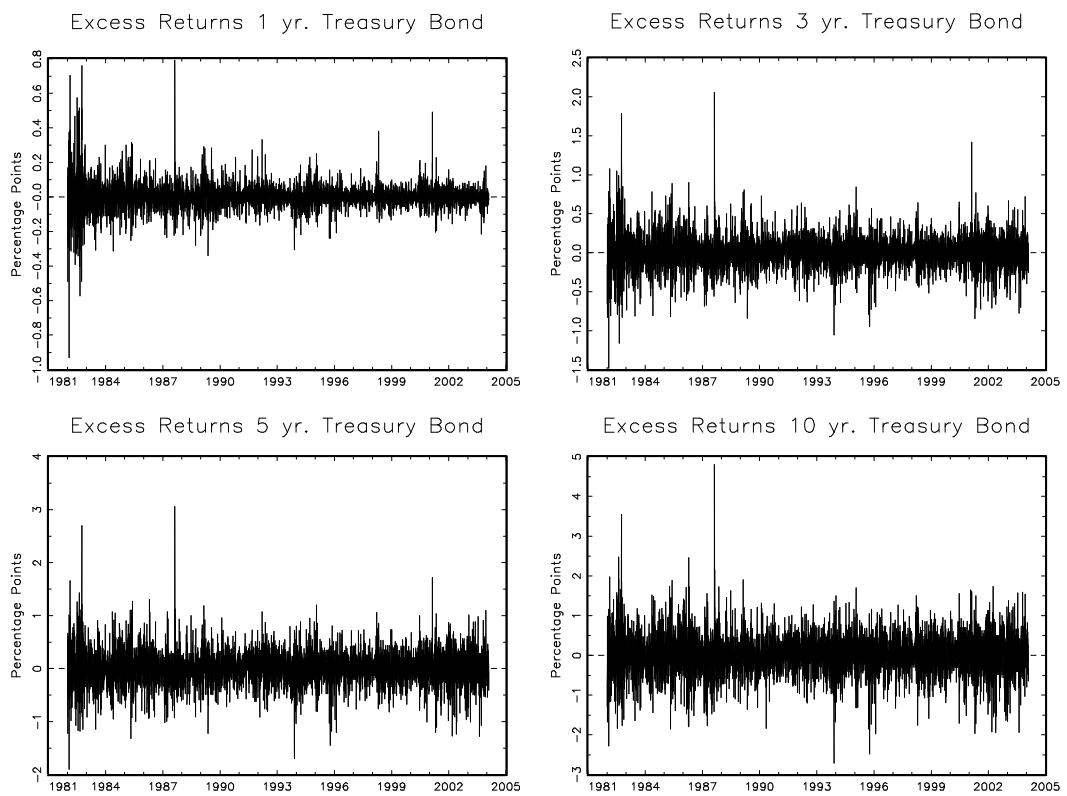 Excess Returns 1 yr. Treasury Bond
Percentage Points
0.8
0.6
0.4
0.2
-0.0
-0.2
-0.4
-0.6
-0.8
-1.0
1981 1984 1987 1990 1993 1996 1999 2002 2005
Excess Returns 3 yr. Treasury Bond
Percentage Points
2.5
2.0
1.5
1.0
0.5
0.0
-0.5
-1.0
-1.5
1981 1984 1987 1990 1993 1996 1999 2002 2005
Excess Returns 5 yr. Treasury Bond
Percentage Points
4
3
2
1
0
-1
-2
1981 1984 1987 1990 1993 1996 1999 2002 2005
Excess Returns 10 yr. Treasury Bond
Percentage Points
5
4
3
2
1
0
-1
-2
-3
1981 1984 1987 1990 1993 1996 1999 2002 2005